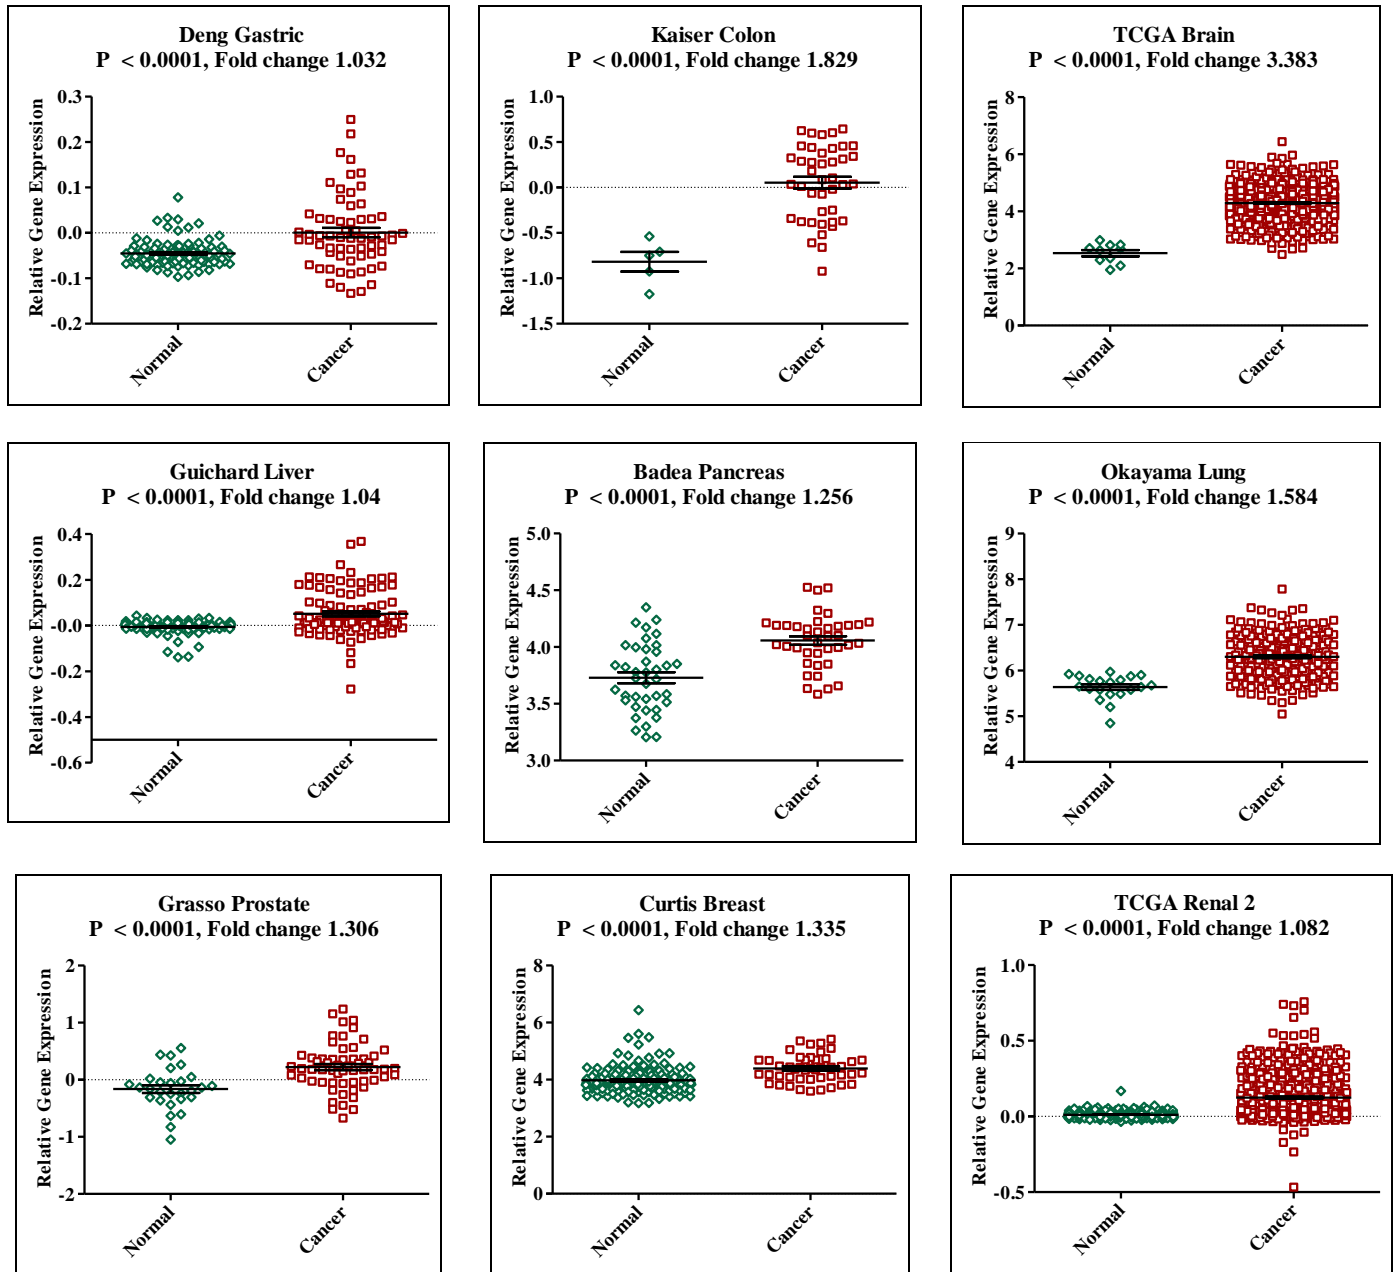 Deng Gastric
P < 0.0001, Fold change 1.032
Relative Gene Expression
0.3
0.2
0.1
0.0
-0.1
-0.2
Normal
Cancer
Kaiser Colon
P < 0.0001, Fold change 1.829
Relative Gene Expression
1.0
0.5
0.0
-0.5
-1.0
-1.5
Normal
Cancer
TCGA Brain
P < 0.0001, Fold change 3.383
Relative Gene Expression
8
6
4
2
0
Normal
Cancer
Guichard Liver
P < 0.0001, Fold change 1.04
Relative Gene Expression
0.4
0.2
-0.0
-0.2
-0.4
-0.6
Normal
Cancer
Badea Pancreas
P < 0.0001, Fold change 1.256
Relative Gene Expression
5.0
4.5
4.0
3.5
3.0
Normal
Cancer
Okayama Lung
P < 0.0001, Fold change 1.584
Relative Gene Expression
9
8
7
6
5
4
Normal
Cancer
Grasso Prostate
P < 0.0001, Fold change 1.306
Relative Gene Expression
2
1
0
-1
-2
Normal
Cancer
Curtis Breast
P < 0.0001, Fold change 1.335
Relative Gene Expression
8
6
4
2
0
Normal
Cancer
TCGA Renal 2
P < 0.0001, Fold change 1.082
Relative Gene Expression
1.0
0.5
0.0
-0.5
Normal
Cancer